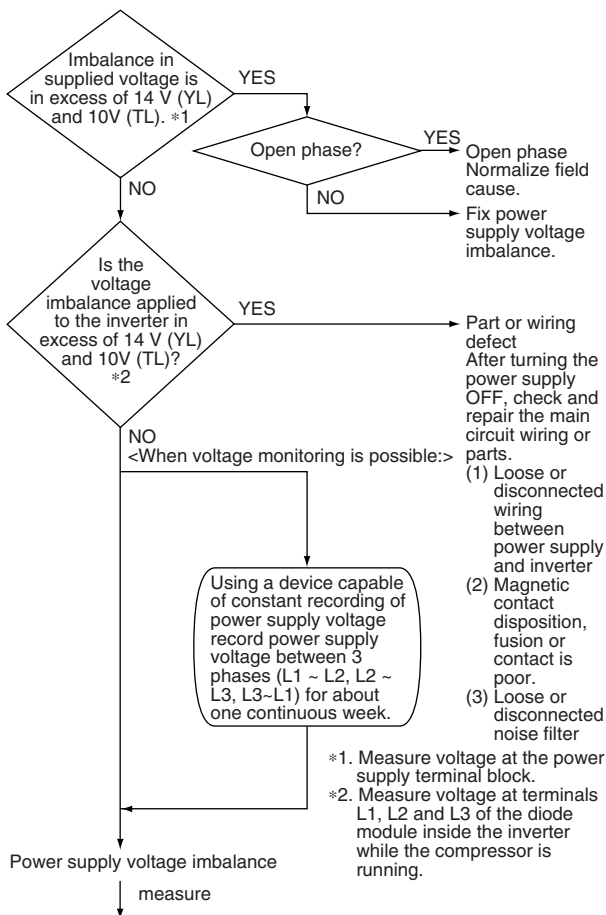 Imbalance in
supplied voltage is
in excess of 14 V (YL)
and 10V (TL). *1
YES
Open phase?
YES
Open phase
Normalize field
cause.
NO
NO
Fix power
supply voltage
imbalance.
Is the
voltage
imbalance applied
to the inverter in
excess of 14 V (YL)
and 10V (TL)?
*2
YES
Part or wiring
defect
After turning the
power supply
OFF, check and
repair the main
circuit wiring or
parts.
(1) Loose or
disconnected
wiring
between
power supply
and inverter
(2) Magnetic
contact
disposition,
fusion or
contact is
poor.
(3) Loose or
disconnected
noise filter
NO
<When voltage monitoring is possible:>
Using a device capable
of constant recording of
power supply voltage
record power supply
voltage between 3
phases (L1 ~ L2, L2 ~
L3, L3~L1) for about
one continuous week.
*1. Measure voltage at the power
supply terminal block.
*2. Measure voltage at terminals
L1, L2 and L3 of the diode
module inside the inverter
while the compressor is
running.
Power supply voltage imbalance
measure